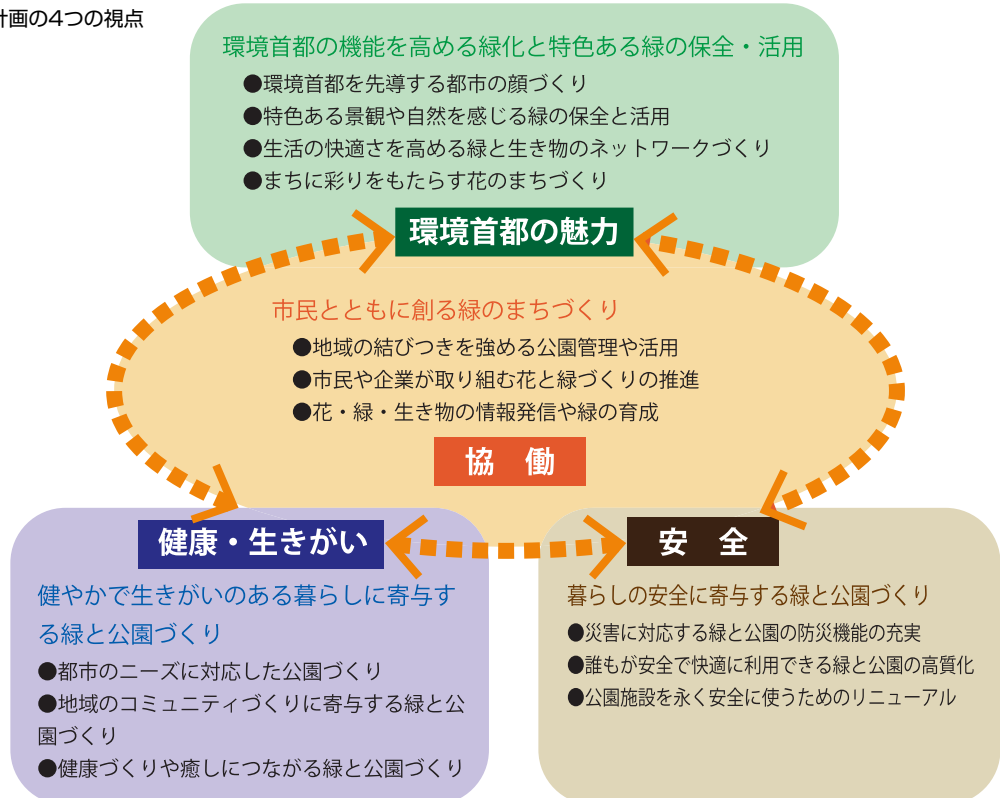 計画の4つの視点
環境首都の機能を高める緑化と特色ある緑の保全・活用
●環境首都を先導する都市の顔づくり
●特色ある景観や自然を感じる緑の保全と活用
●生活の快適さを高める緑と生き物のネットワークづくり
●まちに彩りをもたらす花のまちづくり
環境首都の魅力
市民とともに創る緑のまちづくり
●地域の結びつきを強める公園管理や活用
●市民や企業が取り組む花と緑づくりの推進
●花・緑・生き物の情報発信や緑の育成
協　働
健康・生きがい
健やかで生きがいのある暮らしに寄与す
る緑と公園づくり
●都市のニーズに対応した公園づくり
●地域のコミュニティづくりに寄与する緑と公
園づくり
●健康づくりや癒しにつながる緑と公園づくり
安　全
暮らしの安全に寄与する緑と公園づくり
●災害に対応する緑と公園の防災機能の充実
●誰もが安全で快適に利用できる緑と公園の高質化
●公園施設を永く安全に使うためのリニューアル